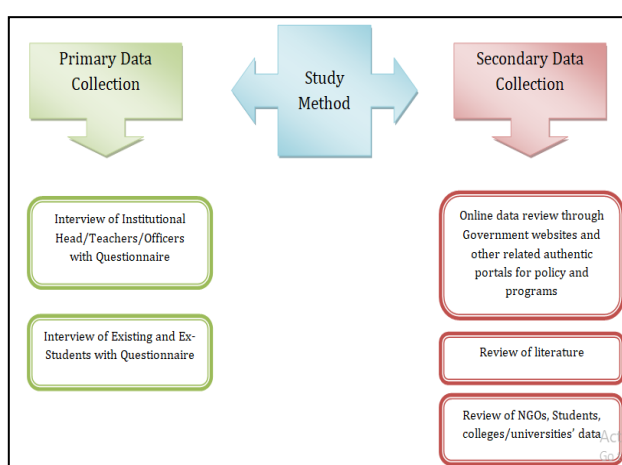 Primary Data
Collection
Study
Method
Secondary Data
Collection
Interview of Institutional
Head/Teachers/Officers
with Questionnaire
Interview of Existing and Ex-
Students with Questionnaire
Online data review through
Government websites and
other related authentic
portals for policy and
programs
Review of literature
Review of NGOs, Students,
colleges/universities' data
Act
Go